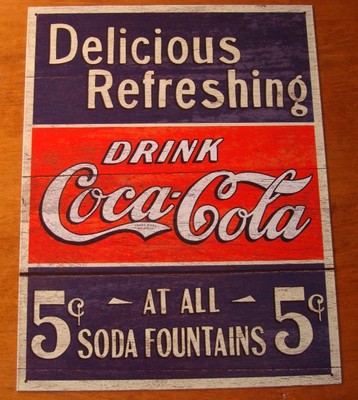 Delicious
Refreshing
DRINK
Coca-Cola
5¢ AT ALL 5¢
SODA FOUNTAINS